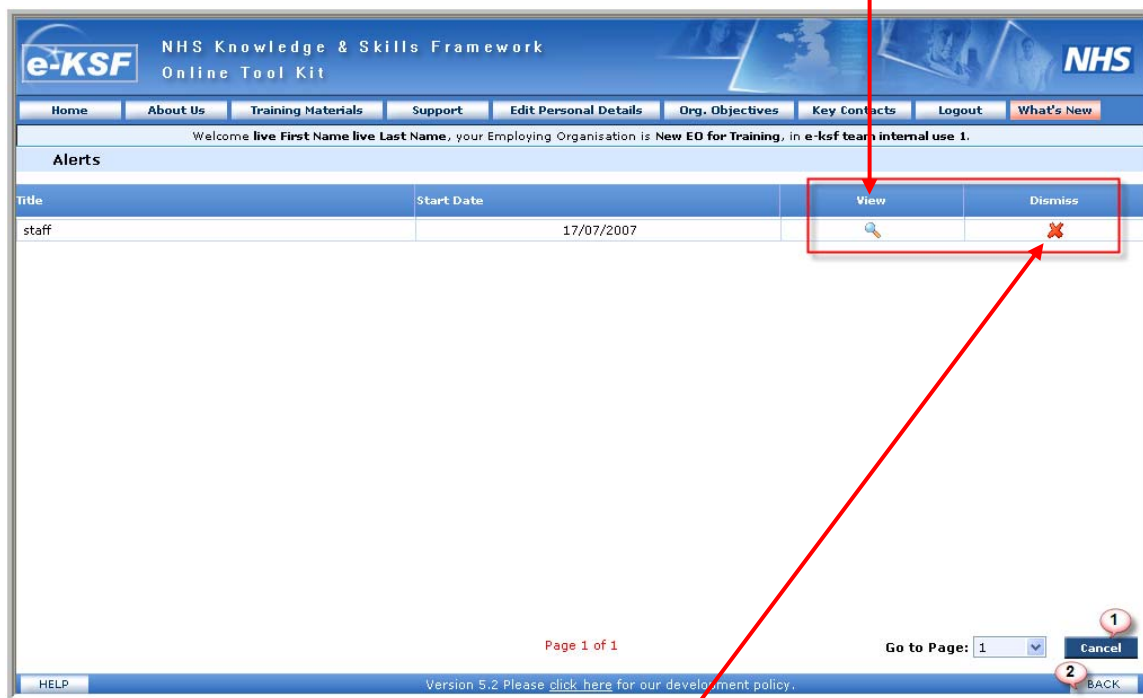 e-KSF
NHS Knowledge & Skills Framework
Online Tool Kit
NHS
Home About Us Training Materials Support Edit Personal Details Org. Objectives Key Contacts Logout What's New
Welcome live First Name live Last Name, your Employing Organisation is New EO for Training, in e-ksf team internal use 1.
Alerts
Title Start Date View Dismiss
staff 17/07/2007
1
Page 1 of 1 Go to Page: 1 Cancel
2
HELP Version 5.2 Please click here for our development policy. BACK